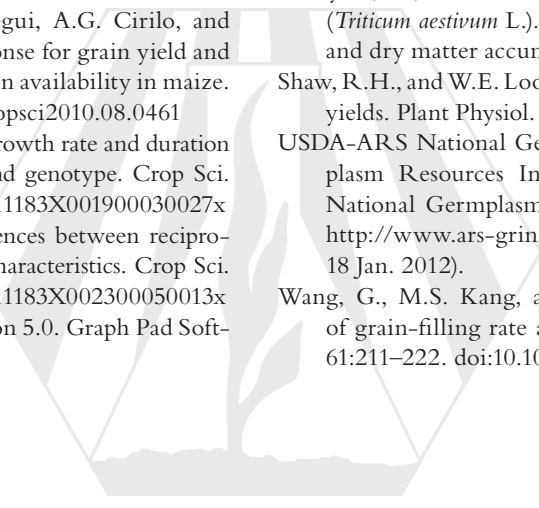 egui, A.G. Cirilo, and
onse for grain yield and
n availability in maize.
opsci2010.08.0461
rowth rate and duration
nd genotype. Crop Sci.
1183X001900030027x
ences between recipro-
haracteristics. Crop Sci.
1183X002300050013x
on 5.0. Graph Pad Soft-
(Triticum aestivum L.).
and dry matter accum
Shaw, R.H., and W.E. Loo
yields. Plant Physiol.
USDA-ARS National Ge
plasm Resources In
National Germplasm
http://www.ars-grin
18 Jan. 2012).
Wang, G., M.S. Kang, a
of grain-filling rate a
61:211–222. doi:10.10